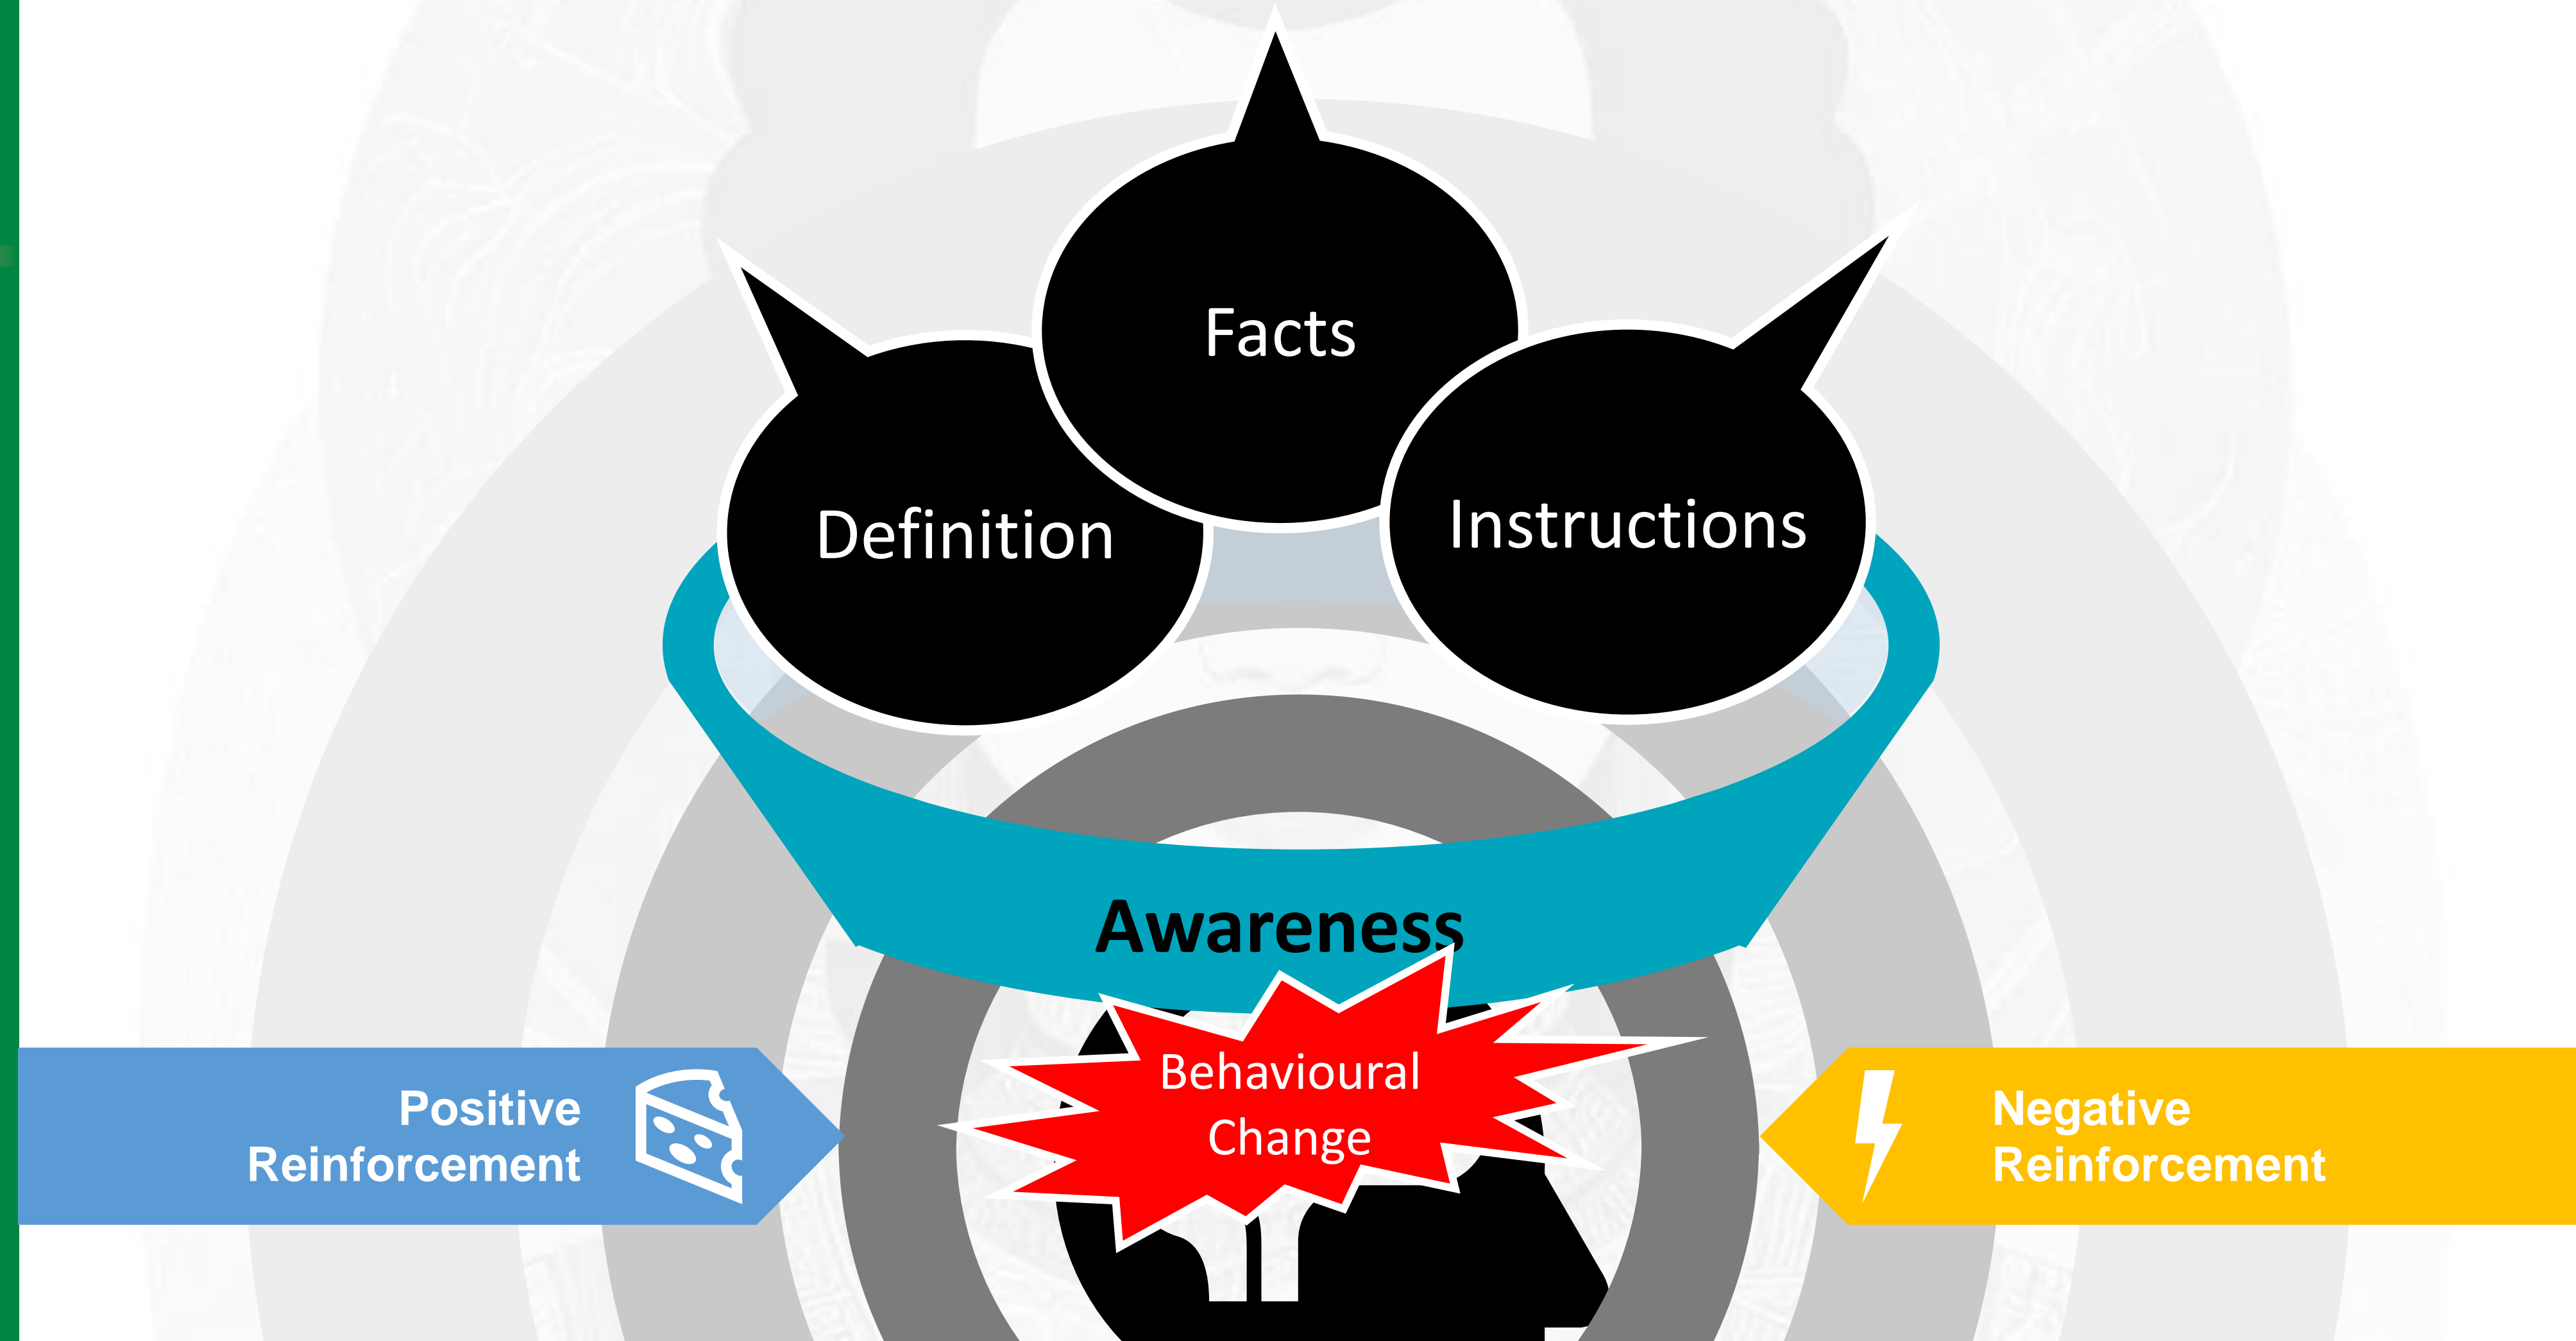 Facts
Definition
Instructions
Awareness
Behavioural
Change
Positive
Reinforcement
Negative
Reinforcement